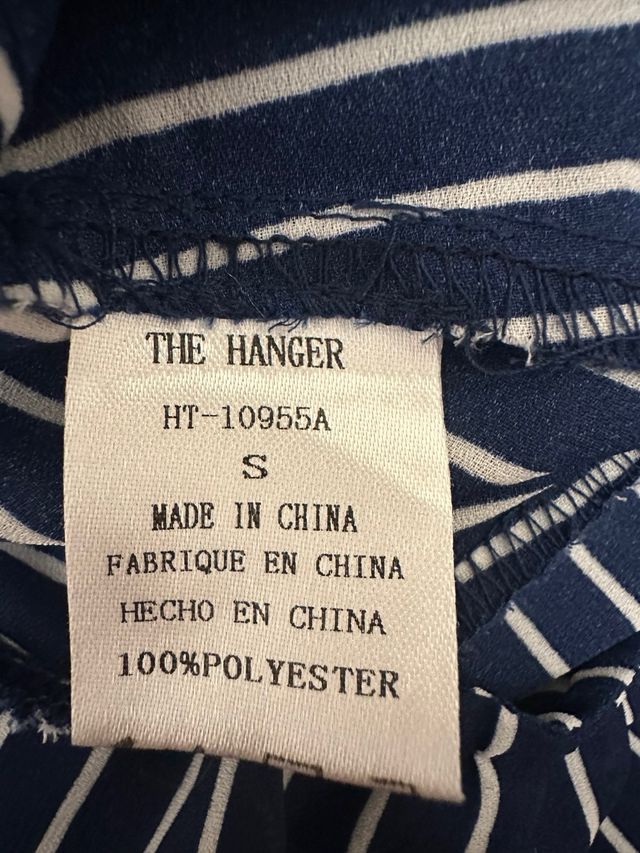 THE HANGER
HT-10955A
S
MADE IN CHINA
FABRIQUE EN CHINA
HECHO EN CHINA
100%POLYESTER